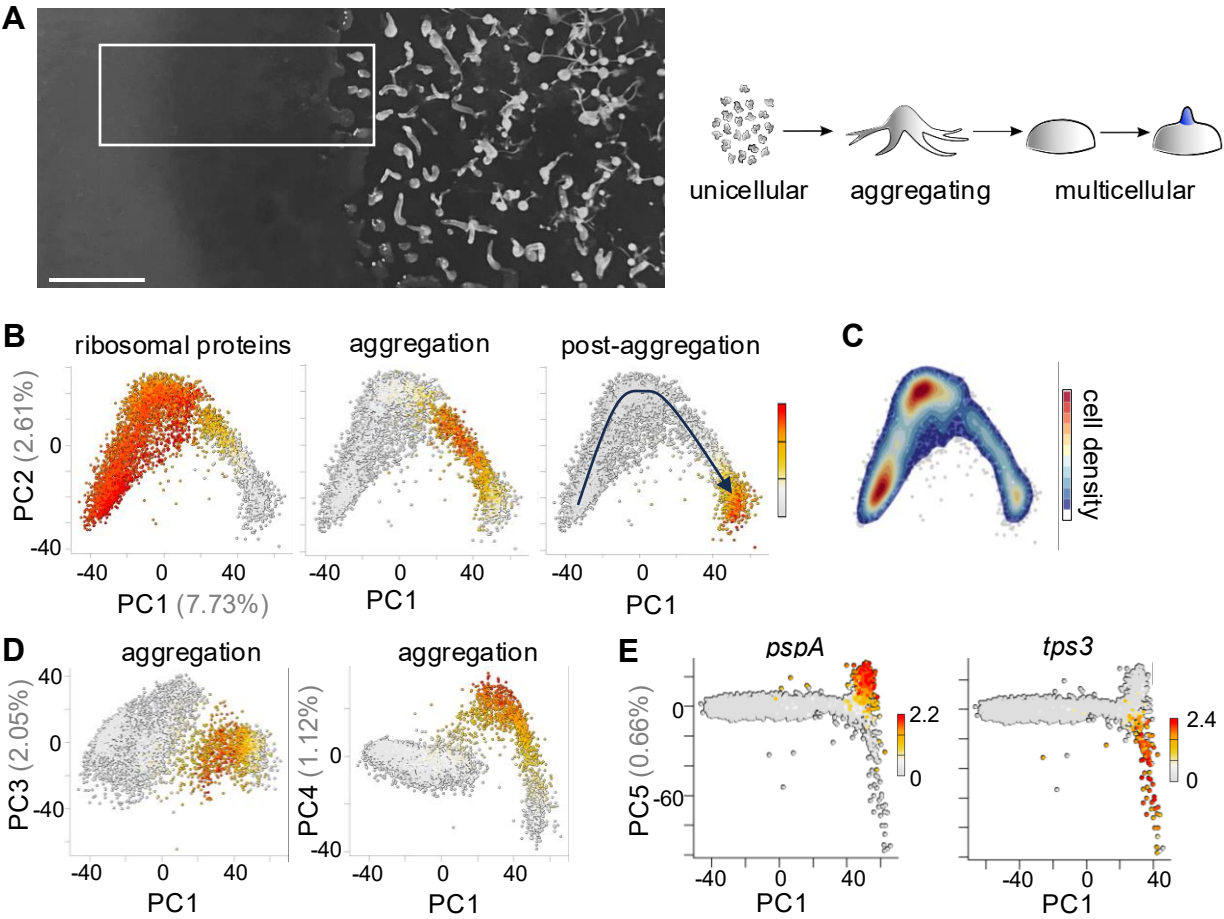 A
unicellular
aggregating
multicellular
B
ribosomal proteins
aggregation
post-aggregation
PC2 (2.61%)
0
-40
-40 0 40
-40 0 40
-40 0 40
PC1 (7.73%)
PC1
PC1
C
cell density
D
aggregation
aggregation
PC3 (2.05%)
40
0
-40
PC4 (1.12%)
0
-40
-40 0 40
-40 0 40
PC1
PC1
E
pspA
tps3
PC5 (0.66%)
0
-60
2.2
0
2.4
0
-40 0 40
-40 0 40
PC1
PC1